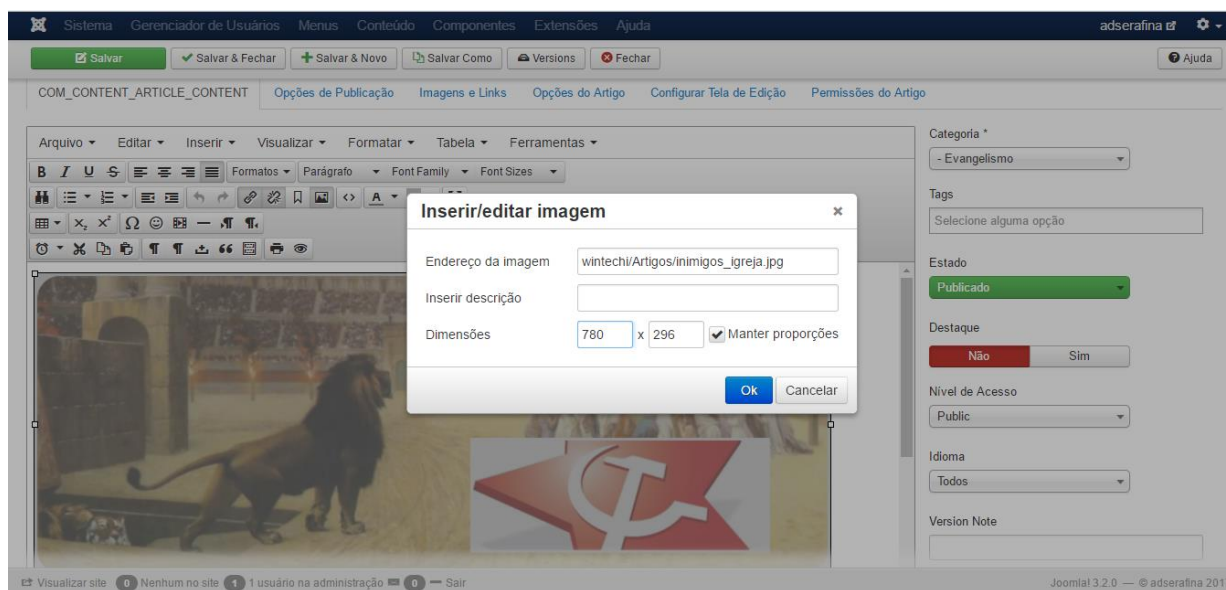 Sistema Gerenciador de Usuários Menus Conteúdo Componentes Extensões Ajuda adserafina
Salvar Salvar & Fechar Salvar & Novo Salvar Como Versions Fechar Ajuda
COM_CONTENT_ARTICLE_CONTENT Opções de Publicação Imagens e Links Opções do Artigo Configurar Tela de Edição Permissões do Artigo
Arquivo Editar Inserir Visualizar Formatar Tabela Ferramentas
B I U S Formatos Parágrafo Font Family Font Sizes
Inserir/editar imagem
Endereço da imagem wintechi/Artigos/inimigos_igreja.jpg
Inserir descrição
Dimensões 780 x 296 Manter proporções
Ok Cancelar
Categoria *
- Evangelismo
Tags
Selecione alguma opção
Estado
Publicado
Destaque
Não Sim
Nível de Acesso
Public
Idioma
Todos
Version Note
Visualizar site 0 Nenhum no site 1 1 usuário na administração 0 Sair Joomla! 3.2.0 — © adserafina 201